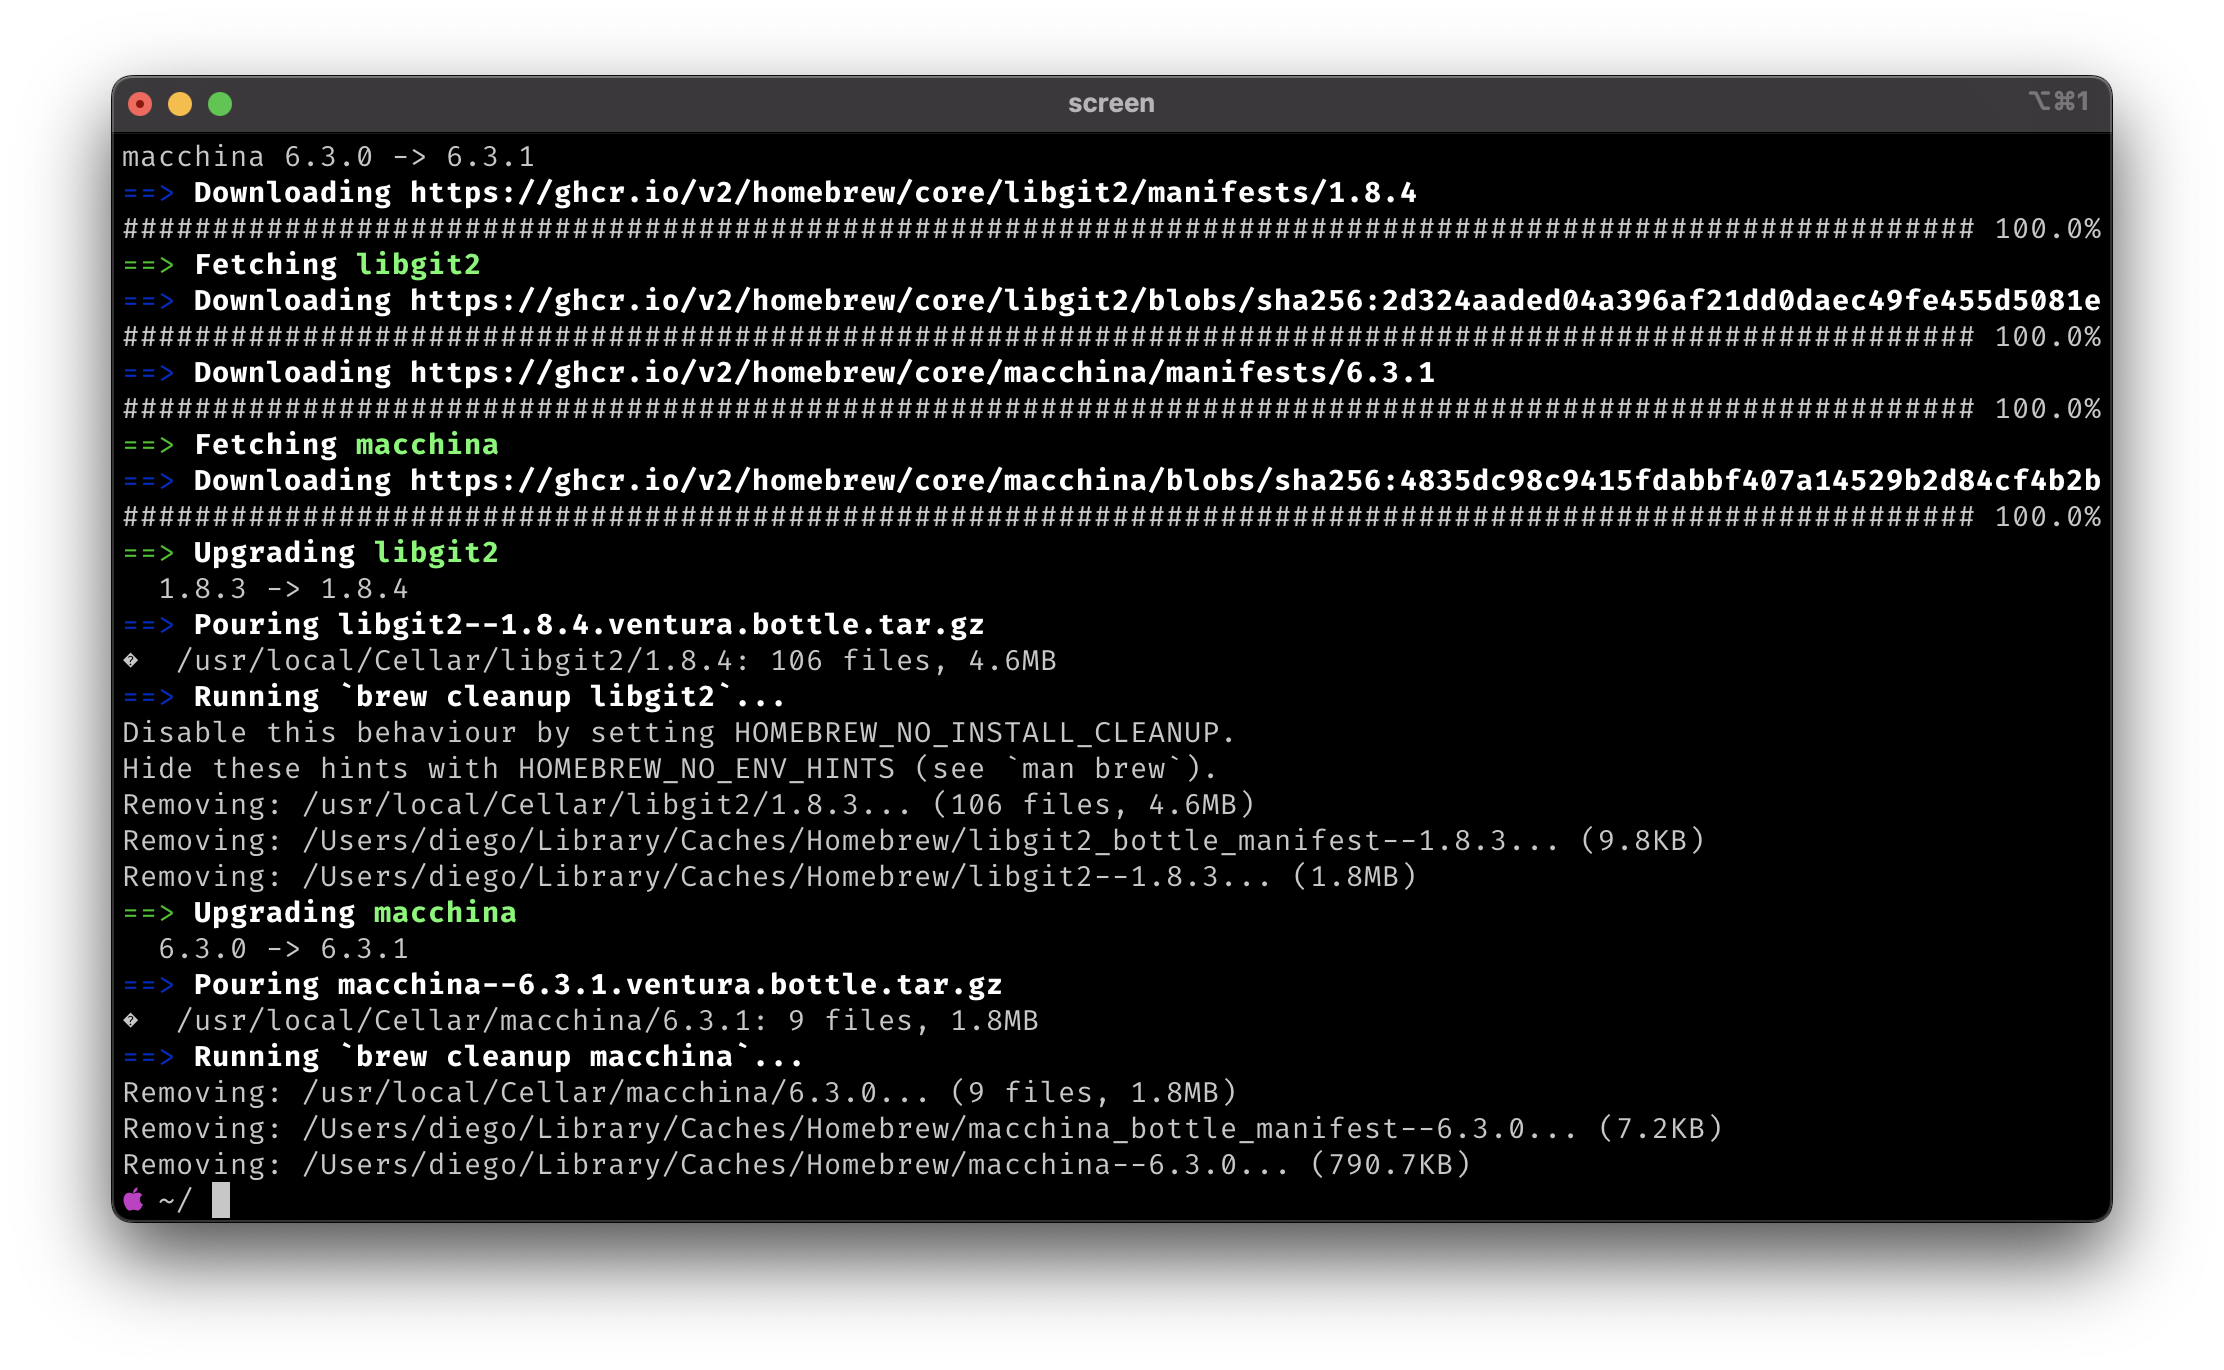 screen
⌥⌘1
macchina 6.3.0 -> 6.3.1
==> Downloading https://ghcr.io/v2/homebrew/core/libgit2/manifests/1.8.4
####################################################################################################### 100.0%
==> Fetching libgit2
==> Downloading https://ghcr.io/v2/homebrew/core/libgit2/blobs/sha256:2d324aaded04a396af21dd0daec49fe455d5081e
####################################################################################################### 100.0%
==> Downloading https://ghcr.io/v2/homebrew/core/macchina/manifests/6.3.1
####################################################################################################### 100.0%
==> Fetching macchina
==> Downloading https://ghcr.io/v2/homebrew/core/macchina/blobs/sha256:4835dc98c9415fdabbf407a14529b2d84cf4b2b
####################################################################################################### 100.0%
==> Upgrading libgit2
  1.8.3 -> 1.8.4
==> Pouring libgit2--1.8.4.ventura.bottle.tar.gz
�  /usr/local/Cellar/libgit2/1.8.4: 106 files, 4.6MB
==> Running `brew cleanup libgit2`...
Disable this behaviour by setting HOMEBREW_NO_INSTALL_CLEANUP.
Hide these hints with HOMEBREW_NO_ENV_HINTS (see `man brew`).
Removing: /usr/local/Cellar/libgit2/1.8.3... (106 files, 4.6MB)
Removing: /Users/diego/Library/Caches/Homebrew/libgit2_bottle_manifest--1.8.3... (9.8KB)
Removing: /Users/diego/Library/Caches/Homebrew/libgit2--1.8.3... (1.8MB)
==> Upgrading macchina
  6.3.0 -> 6.3.1
==> Pouring macchina--6.3.1.ventura.bottle.tar.gz
�  /usr/local/Cellar/macchina/6.3.1: 9 files, 1.8MB
==> Running `brew cleanup macchina`...
Removing: /usr/local/Cellar/macchina/6.3.0... (9 files, 1.8MB)
Removing: /Users/diego/Library/Caches/Homebrew/macchina_bottle_manifest--6.3.0... (7.2KB)
Removing: /Users/diego/Library/Caches/Homebrew/macchina--6.3.0... (790.7KB)
~/